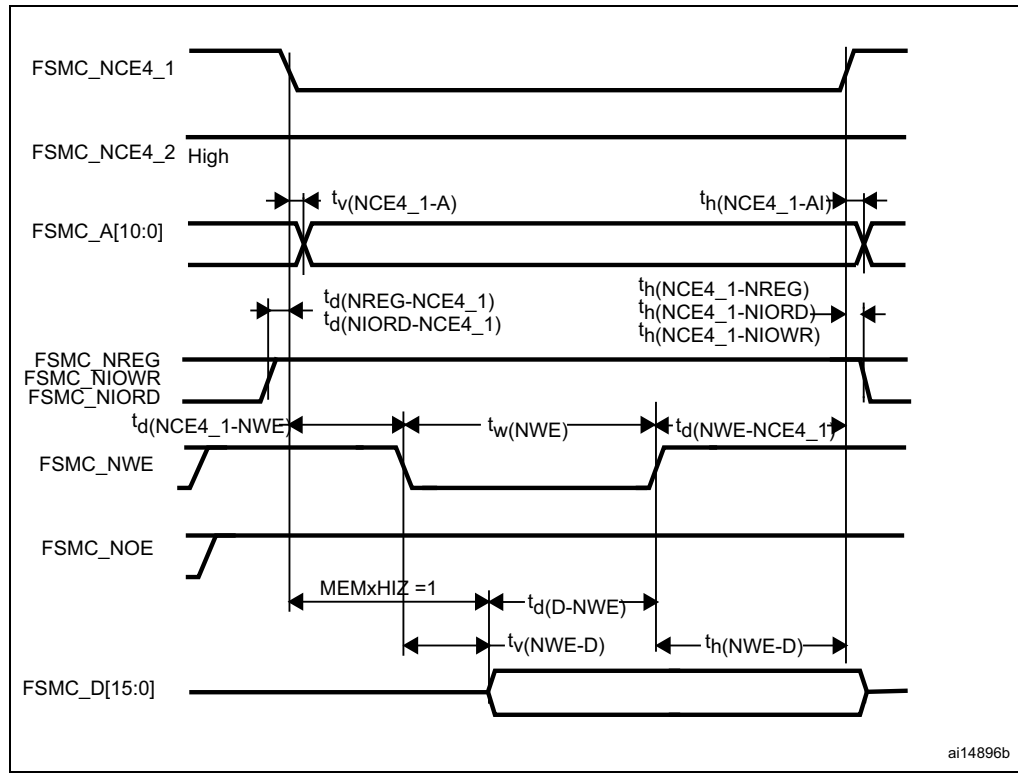 FSMC_NCE4_1
FSMC_NCE4_2 High
tv(NCE4_1-A)
th(NCE4_1-AI)
FSMC_A[10:0]
td(NREG-NCE4_1)
td(NIORD-NCE4_1)
th(NCE4_1-NREG)
th(NCE4_1-NIORD)
th(NCE4_1-NIOWR)
FSMC_NREG
FSMC_NIOWR
FSMC_NIORD
td(NCE4_1-NWE)
tw(NWE)
td(NWE-NCE4_1)
FSMC_NWE
FSMC_NOE
MEMxHIZ =1
td(D-NWE)
tv(NWE-D)
th(NWE-D)
FSMC_D[15:0]
ai14896b